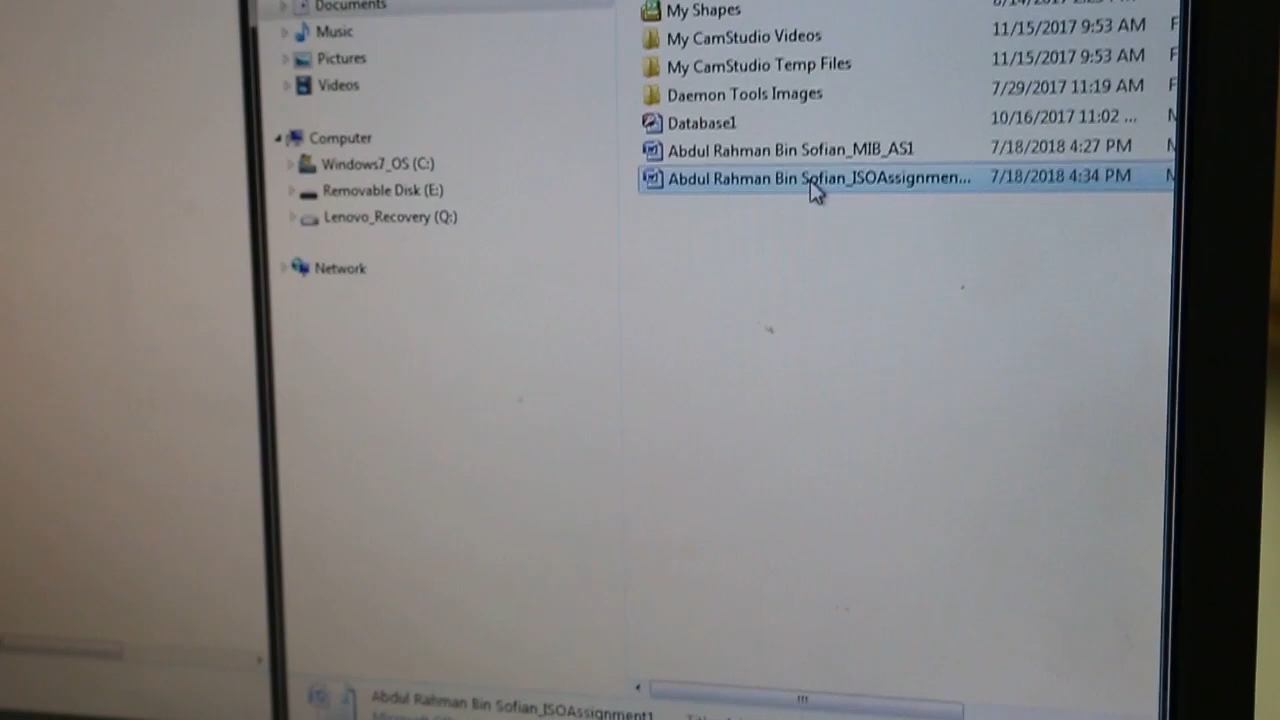 Documents
Music
Pictures
Videos
Computer
Windows7_OS (C:)
Removable Disk (E:)
Lenovo_Recovery (Q:)
Network
My Shapes
My CamStudio Videos 11/15/2017 9:53 AM F
My CamStudio Temp Files 11/15/2017 9:53 AM F
Daemon Tools Images 7/29/2017 11:19 AM F
Database1 10/16/2017 11:02 ... M
Abdul Rahman Bin Sofian_MIB_AS1 7/18/2018 4:27 PM M
Abdul Rahman Bin Sofian_ISOAssignmen... 7/18/2018 4:34 PM M
Abdul Rahman Bin Sofian_ISOAssignment1